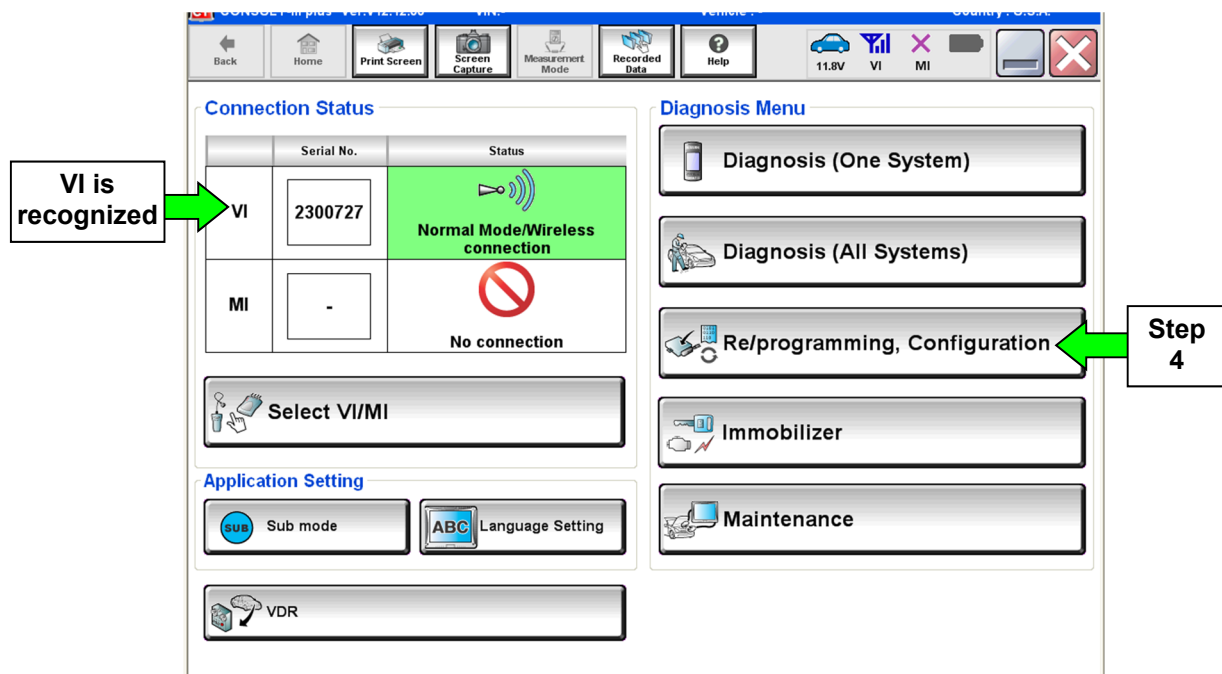 Back
Home
Print Screen
Screen
Capture
Measurement
Mode
Recorded
Data
Help
11.8V
VI
MI
Connection Status
Serial No.
Status
VI
2300727
Normal Mode/Wireless
connection
MI
-
No connection
Select VI/MI
Application Setting
SUB
Sub mode
ABC
Language Setting
VDR
Diagnosis Menu
Diagnosis (One System)
Diagnosis (All Systems)
Re/programming, Configuration
Immobilizer
Maintenance
VI is
recognized
Step
4